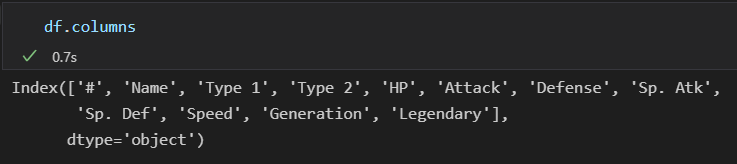 df.columns
0.7s
Index(['#', 'Name', 'Type 1', 'Type 2', 'HP', 'Attack', 'Defense', 'Sp. Atk',
'Sp. Def', 'Speed', 'Generation', 'Legendary'],
dtype='object')